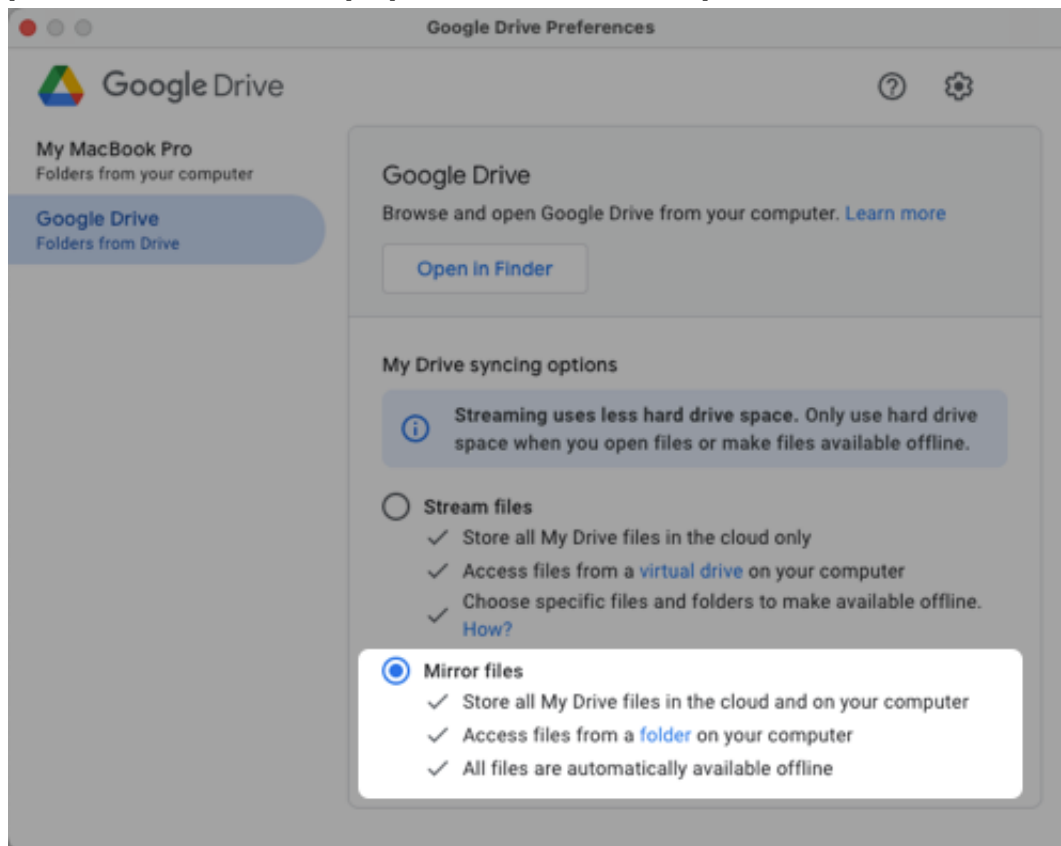 Google Drive Preferences
Google Drive
My MacBook Pro
Folders from your computer
Google Drive
Folders from Drive
Google Drive
Browse and open Google Drive from your computer. Learn more
Open in Finder
My Drive syncing options
Streaming uses less hard drive space. Only use hard drive
space when you open files or make files available offline.
Stream files
Store all My Drive files in the cloud only
Access files from a virtual drive on your computer
Choose specific files and folders to make available offline.
How?
Mirror files
Store all My Drive files in the cloud and on your computer
Access files from a folder on your computer
All files are automatically available offline